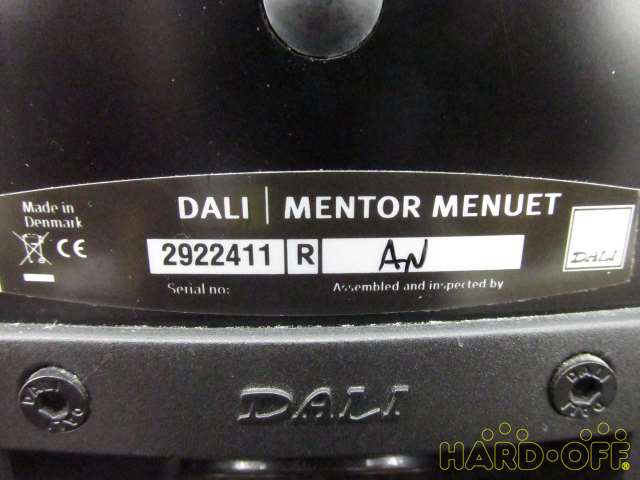 Made in
Denmark
CE
DALI | MENTOR MENUET
2922411 R AN
Serial no: Assembled and inspected by
DALI
DALI
DALI
DALI
HARD·OFF